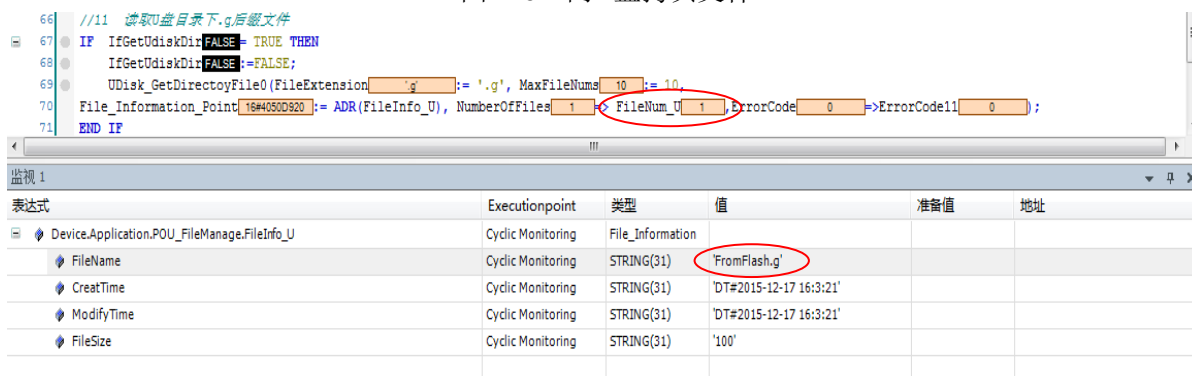 66 //11 读取U盘目录下.g后缀文件
67 IF IfGetUdiskDir FALSE = TRUE THEN
68 IfGetUdiskDir FALSE :=FALSE;
69 UDisk_GetDirectoyFile0(FileExtension '.g' := '.g', MaxFileNums 10 := 10,
70 File_Information_Point 16#4050D920 := ADR(FileInfo_U), NumberOfFiles 1 => FileNum_U 1 ,ErrorCode 0 =>ErrorCode11 0 );
71 END_IF
监视 1
表达式 Executionpoint 类型 值 准备值 地址
Device.Application.POU_FileManage.FileInfo_U Cyclic Monitoring File_Information
FileName Cyclic Monitoring STRING(31) 'FromFlash.g'
CreatTime Cyclic Monitoring STRING(31) 'DT#2015-12-17 16:3:21'
ModifyTime Cyclic Monitoring STRING(31) 'DT#2015-12-17 16:3:21'
FileSize Cyclic Monitoring STRING(31) '100'